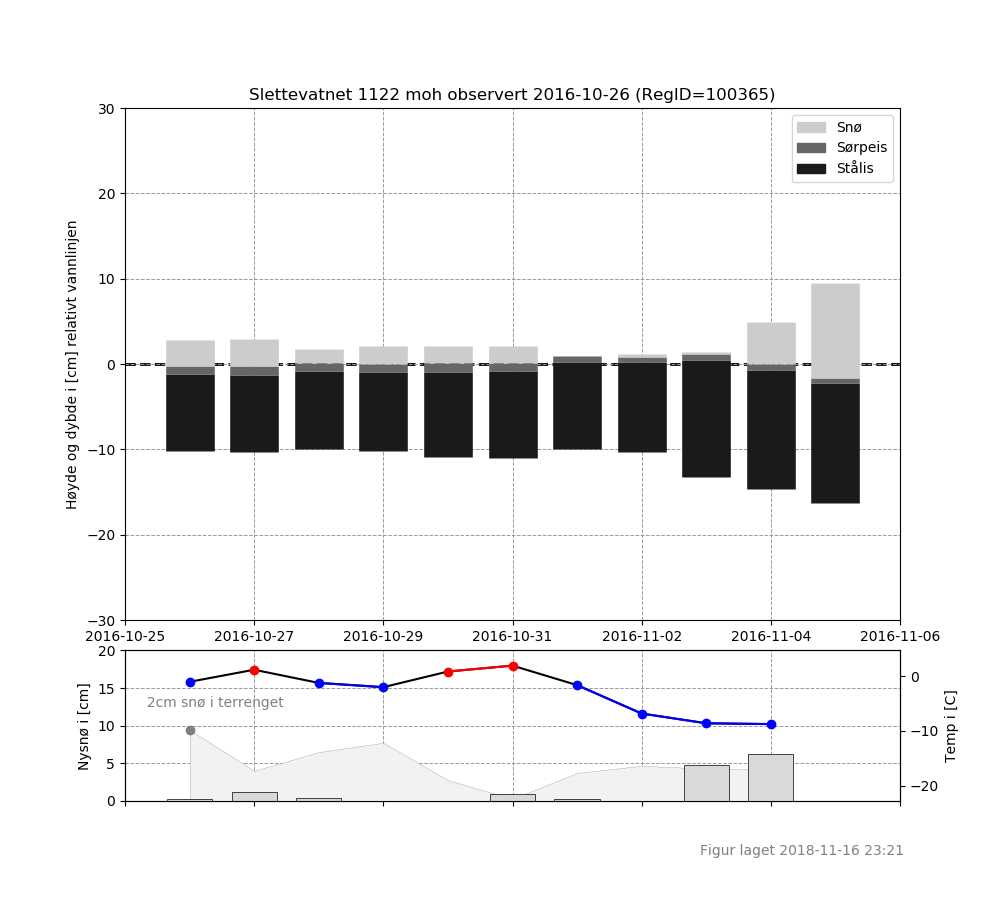 Slettevatnet 1122 moh observert 2016-10-26 (RegID=100365)
30
20
10
0
−10
−20
−30
Høyde og dybde i [cm] relativt vannlinjen
Snø
Sørpeis
Stålis
2016-10-25 2016-10-27 2016-10-29 2016-10-31 2016-11-02 2016-11-04 2016-11-06
20
15
10
5
0
Nysnø i [cm]
2cm snø i terrenget
0
−10
−20
Temp i [C]
Figur laget 2018-11-16 23:21